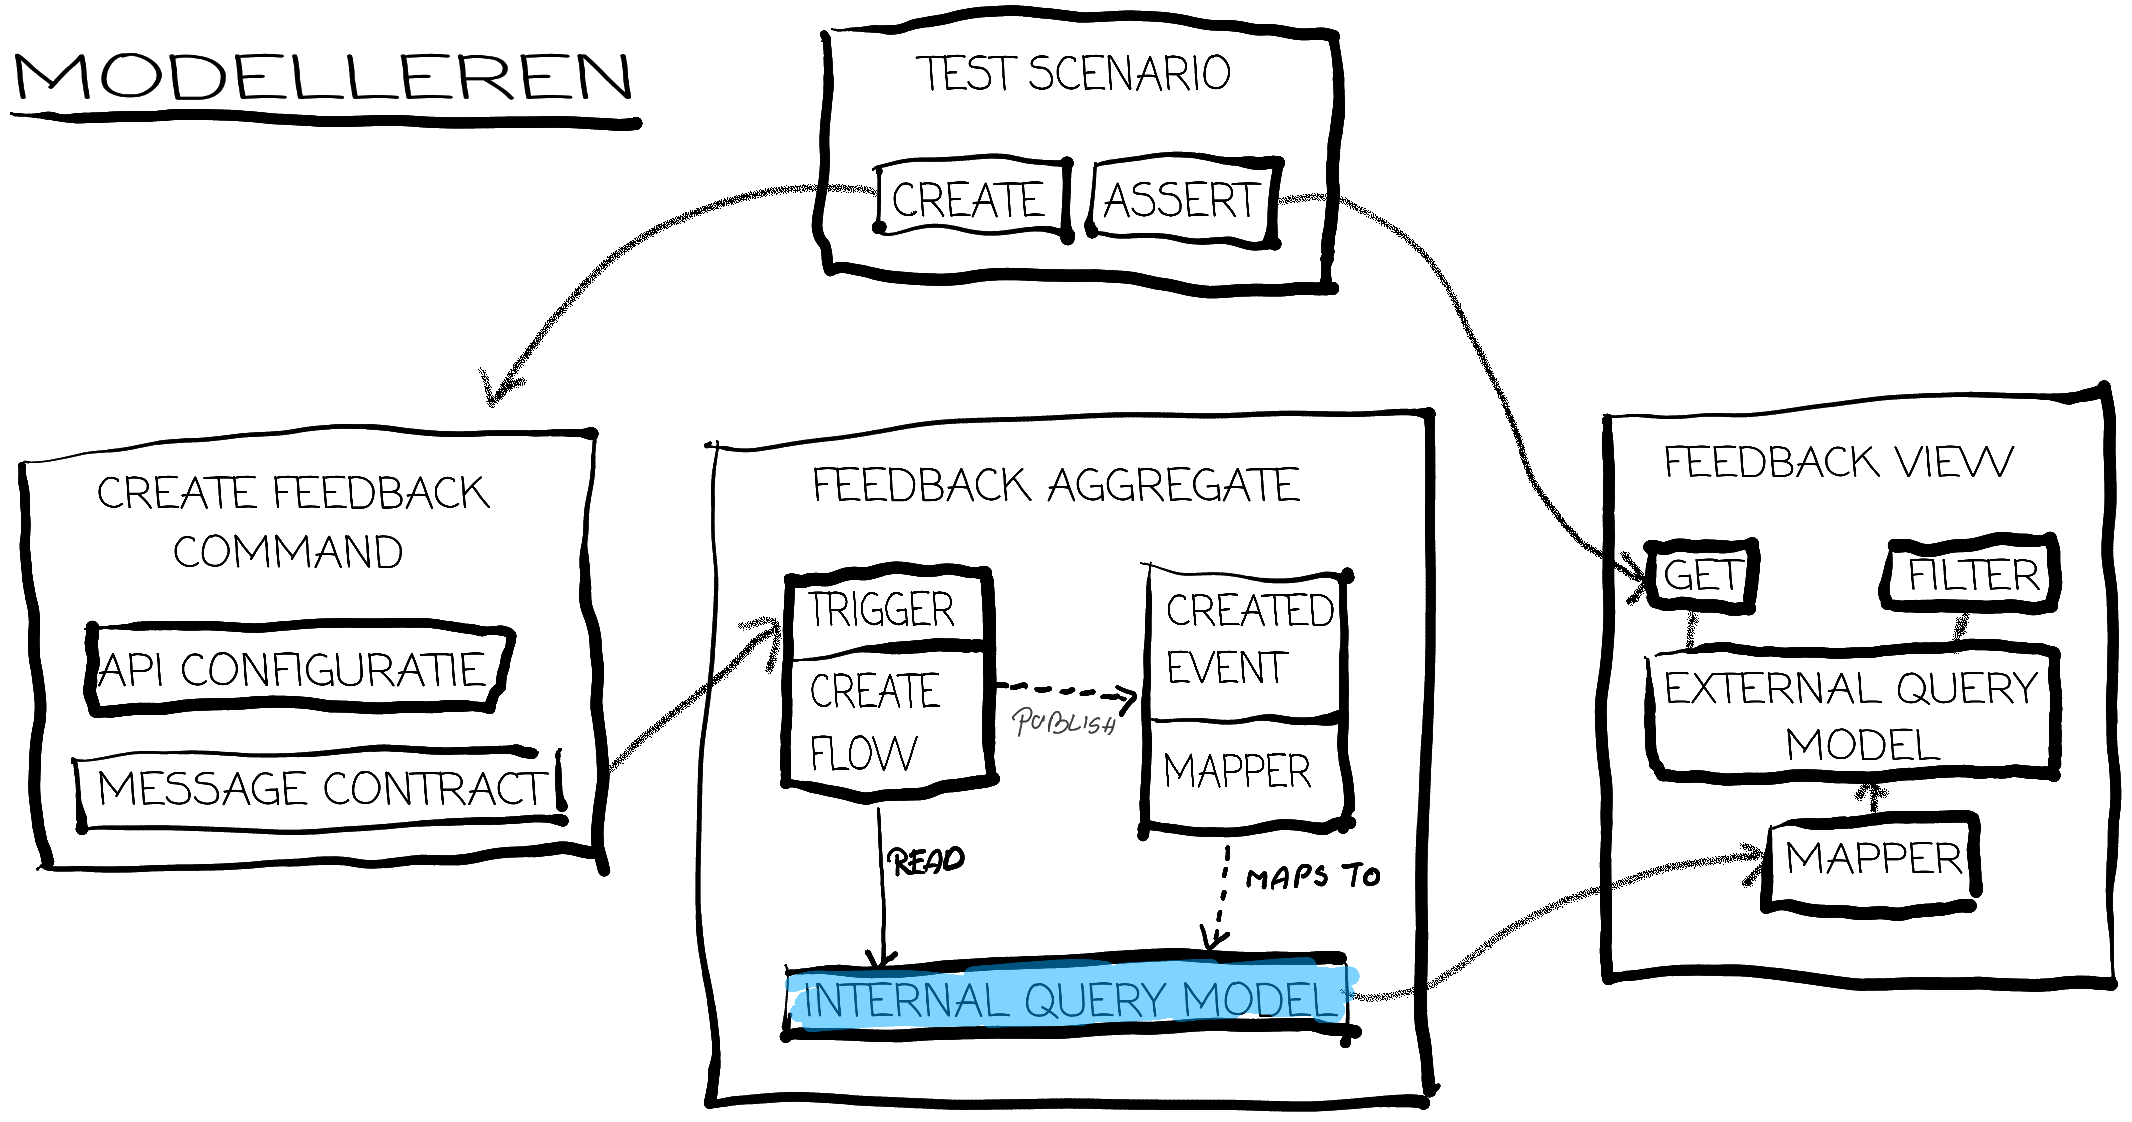 MODELLEREN
TEST SCENARIO
CREATE
ASSERT
CREATE FEEDBACK
COMMAND
API CONFIGURATIE
MESSAGE CONTRACT
FEEDBACK AGGREGATE
TRIGGER
CREATE
FLOW
PUBLISH
CREATED
EVENT
MAPPER
READ
MAPS TO
INTERNAL QUERY MODEL
FEEDBACK VIEW
GET
FILTER
EXTERNAL QUERY
MODEL
MAPPER